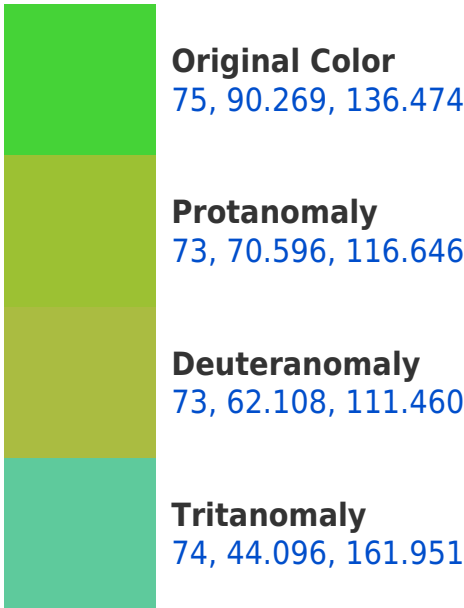 Original Color
75, 90.269, 136.474
Protanomaly
73, 70.596, 116.646
Deuteranomaly
73, 62.108, 111.460
Tritanomaly
74, 44.096, 161.951